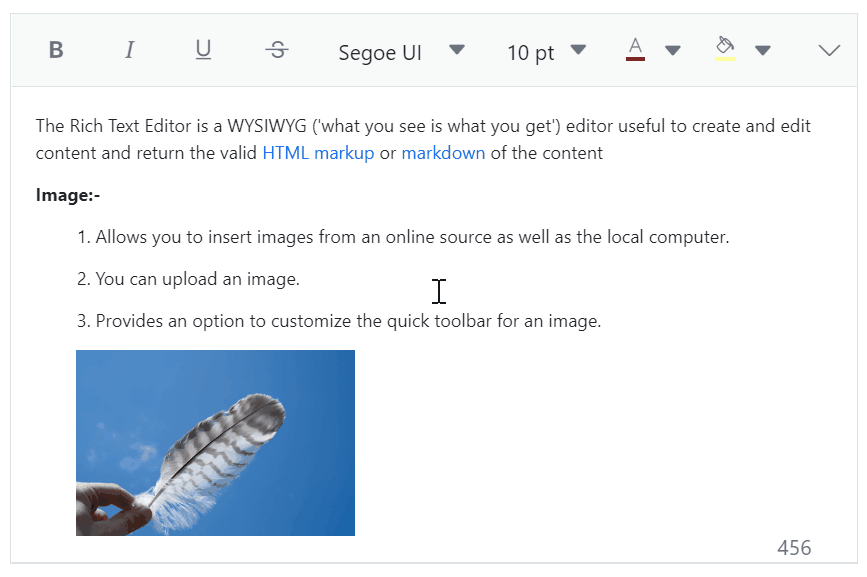 B I U S Segoe UI 10 pt A
The Rich Text Editor is a WYSIWYG ('what you see is what you get') editor useful to create and edit
content and return the valid HTML markup or markdown of the content
Image:-
1. Allows you to insert images from an online source as well as the local computer.
2. You can upload an image.
3. Provides an option to customize the quick toolbar for an image.
456